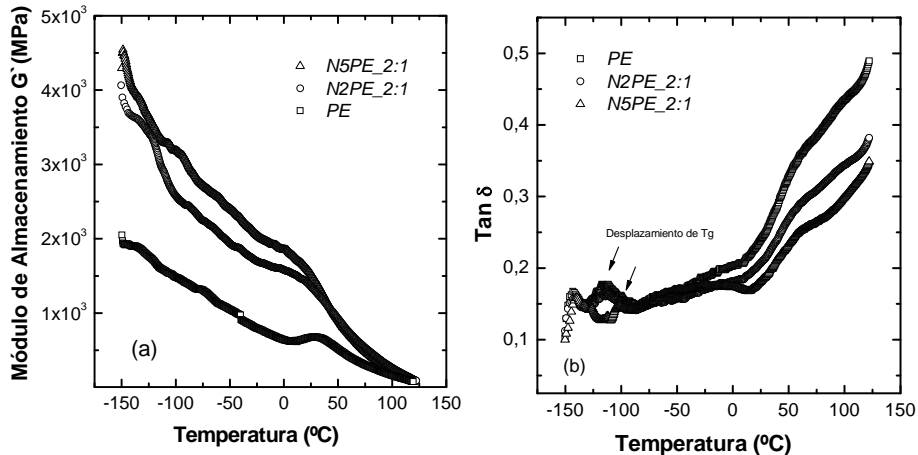 Módulo de Almacenamiento G`(MPa)
5x10³
4x10³
3x10³
2x10³
1x10³
N5PE_2:1
N2PE_2:1
PE
(a)
-150 -100 -50 0 50 100 150
Temperatura (ºC)
Tan δ
0,5
0,4
0,3
0,2
0,1
PE
N2PE_2:1
N5PE_2:1
Desplazamiento de Tg
(b)
-150 -100 -50 0 50 100 150
Temperatura (ºC)